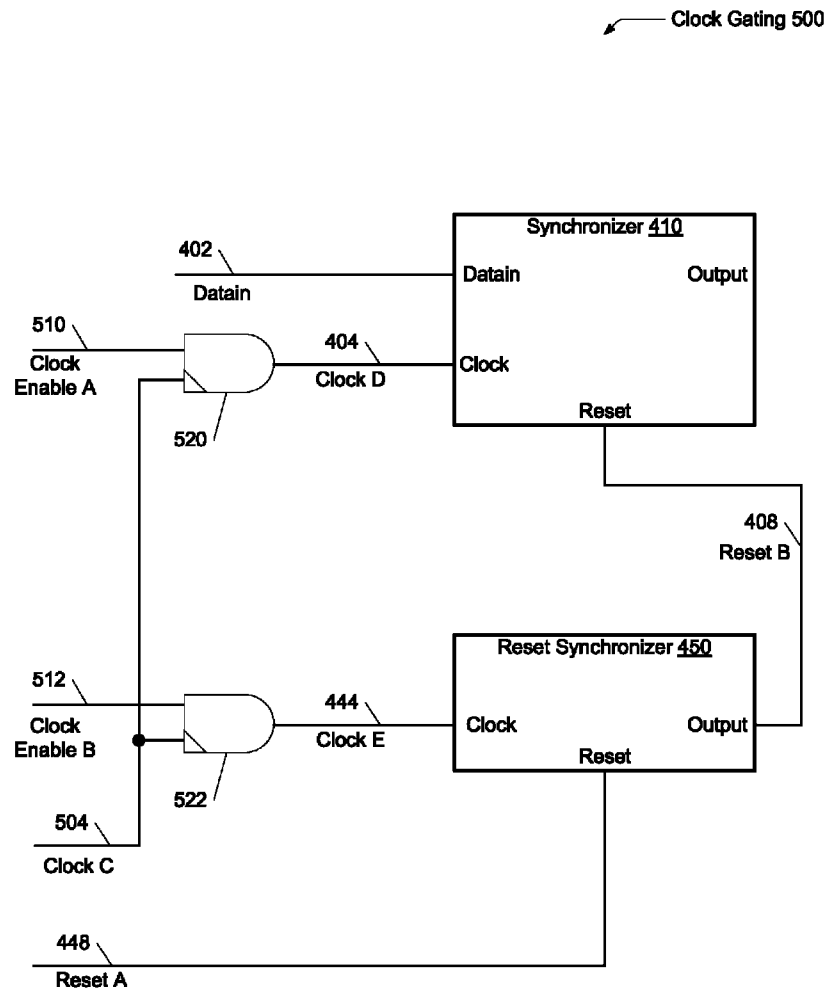 Clock Gating 500
Synchronizer 410
402
Datain
Datain
Output
510
Clock
Enable A
404
Clock D
Clock
Reset
520
408
Reset B
Reset Synchronizer 450
512
Clock
Enable B
444
Clock E
Clock
Output
Reset
522
504
Clock C
448
Reset A